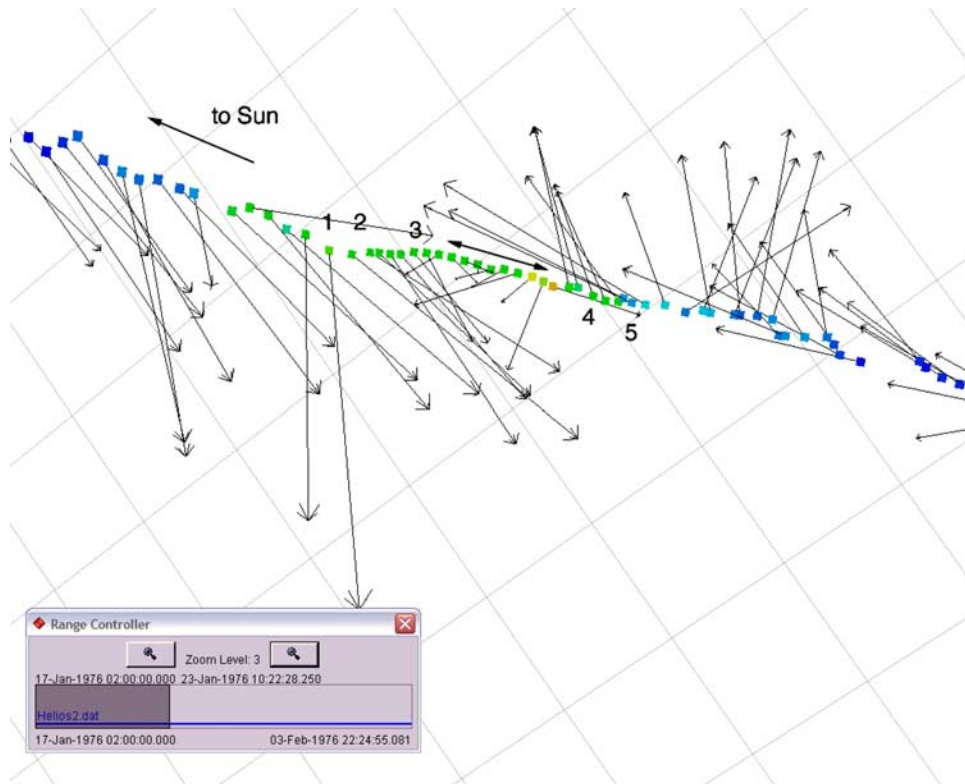 to Sun
1 2 3
4 5
Range Controller
Zoom Level: 3
17-Jan-1976 02:00:00.000 23-Jan-1976 10:22:28.250
Helios2.dat
17-Jan-1976 02:00:00.000 03-Feb-1976 22:24:55.081